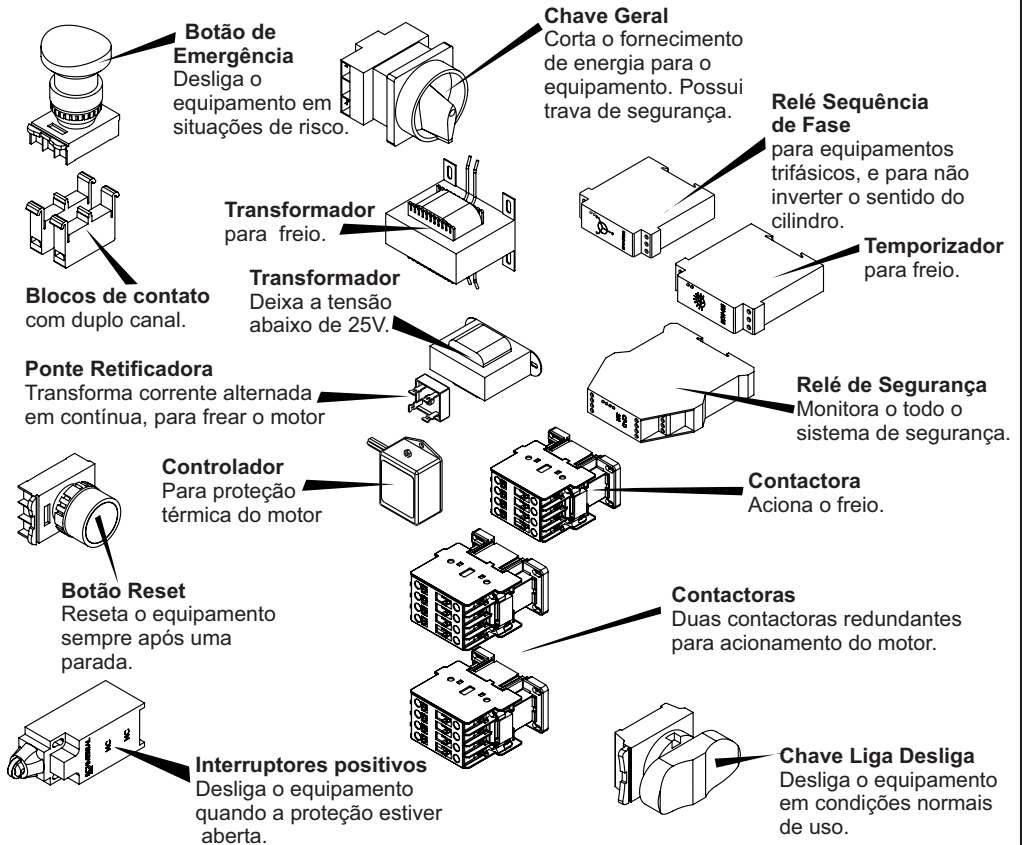 Botão de
Emergência
Desliga o
equipamento em
situações de risco.
Chave Geral
Corta o fornecimento
de energia para o
equipamento. Possui
trava de segurança.
Relé Sequência
de Fase
para equipamentos
trifásicos, e para não
inverter o sentido do
cilindro.
Transformador
para freio.
Temporizador
para freio.
Blocos de contato
com duplo canal.
Transformador
Deixa a tensão
abaixo de 25V.
Ponte Retificadora
Transforma corrente alternada
em contínua, para frear o motor
Relé de Segurança
Monitora o todo o
sistema de segurança.
Controlador
Para proteção
térmica do motor
Contactora
Aciona o freio.
Botão Reset
Reseta o equipamento
sempre após uma
parada.
Contactoras
Duas contactoras redundantes
para acionamento do motor.
Interruptores positivos
Desliga o equipamento
quando a proteção estiver
aberta.
Chave Liga Desliga
Desliga o equipamento
em condições normais
de uso.